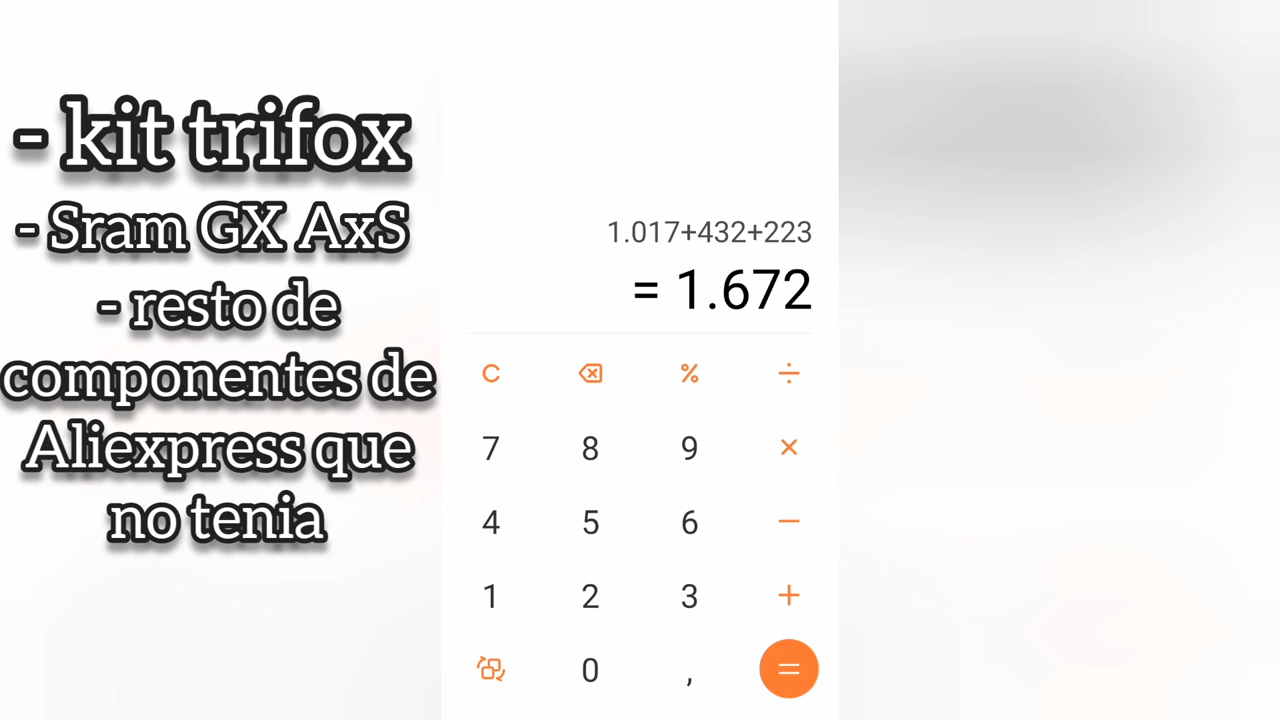 - kit trifox
- Sram GX AxS
- resto de
componentes de
Aliexpress que
no tenia
1.017+432+223
= 1.672
C % ÷
7 8 9 ×
4 5 6 −
1 2 3 +
0 , =